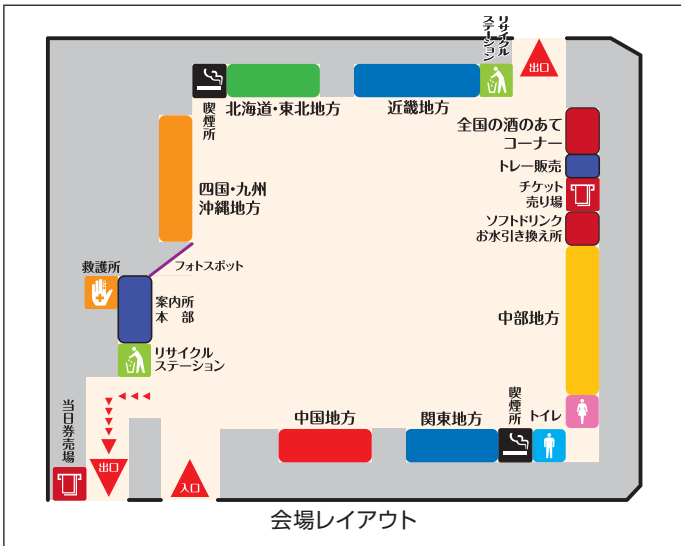 リサイクル
ステーション
出口
喫煙所
北海道・東北地方
近畿地方
全国の酒のあて
コーナー
トレー販売
チケット
売り場
ソフトドリンク
お水引き換え所
四国・九州
沖縄地方
フォトスポット
救護所
案内所
本部
リサイクル
ステーション
中部地方
当日券売場
出口
入口
中国地方
関東地方
喫煙所
トイレ
会場レイアウト